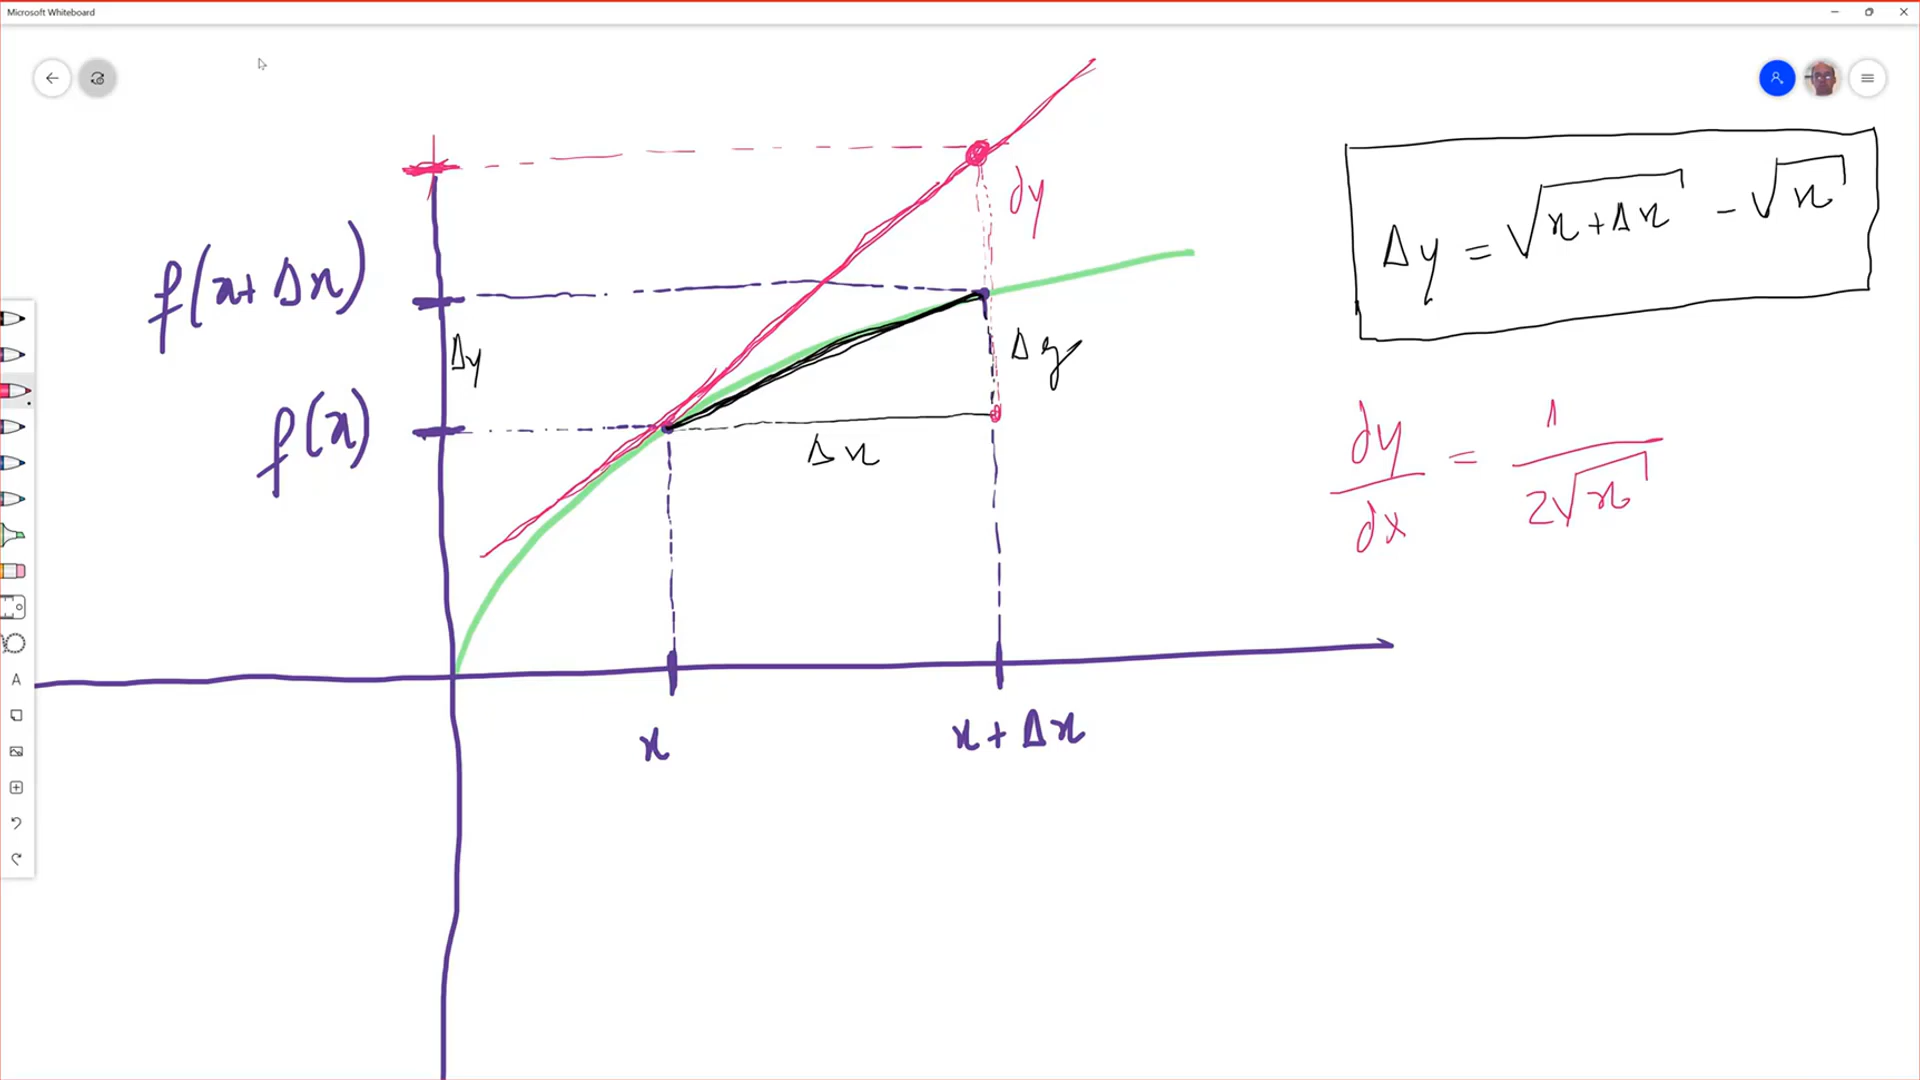 Microsoft Whiteboard
dy
Δy = √(x+Δx) - √x
f(x+Δx)
Δy
Δy
f(x)
Δx
dy/dx = 1/(2√x)
A
x
x+Δx